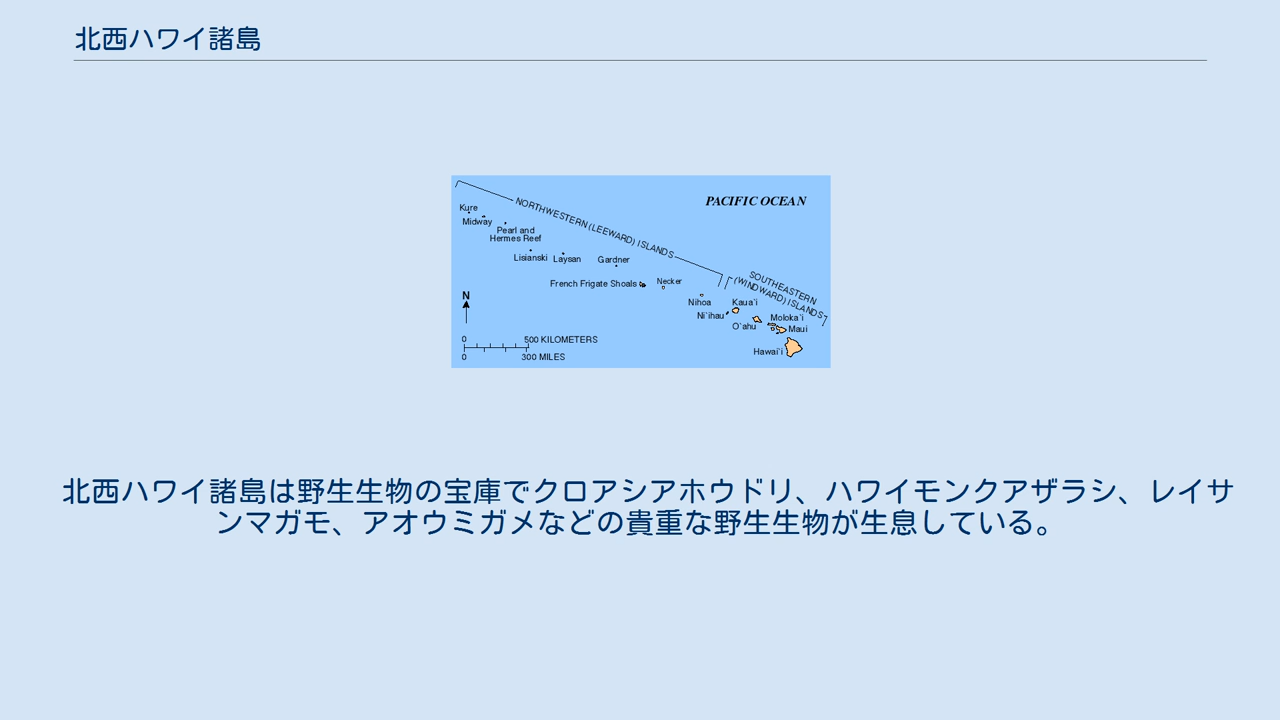 北西ハワイ諸島
PACIFIC OCEAN
NORTHWESTERN (LEEWARD) ISLANDS
SOUTHEASTERN
(WINDWARD) ISLANDS
Kure
Midway
Pearl and
Hermes Reef
Lisianski
Laysan
Gardner
French Frigate Shoals
Necker
Nihoa
Kaua`i
Ni`ihau
O`ahu
Moloka`i
Maui
Hawai`i
N
0
500 KILOMETERS
0
300 MILES
北西ハワイ諸島は野生生物の宝庫でクロアシアホウドリ、ハワイモンクアザラシ、レイサ
ンマガモ、アオウミガメなどの貴重な野生生物が生息している。